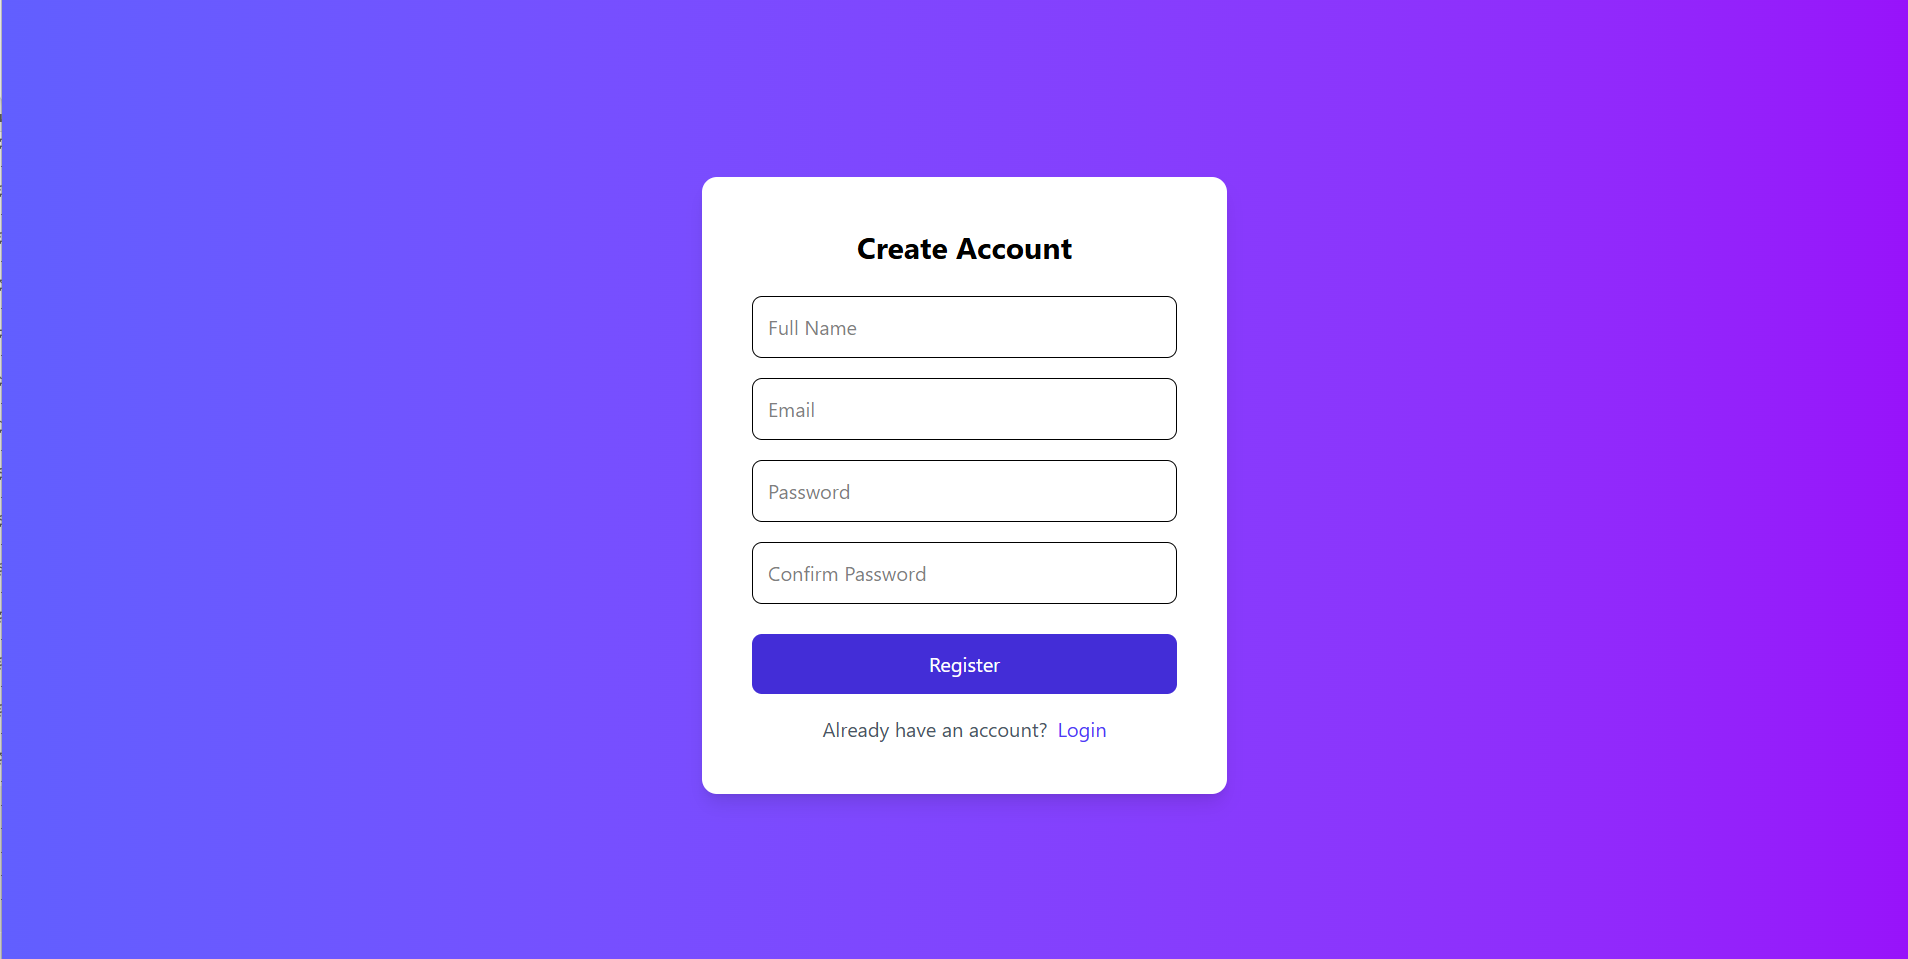 Create Account
Full Name
Email
Password
Confirm Password
Register
Already have an account? Login